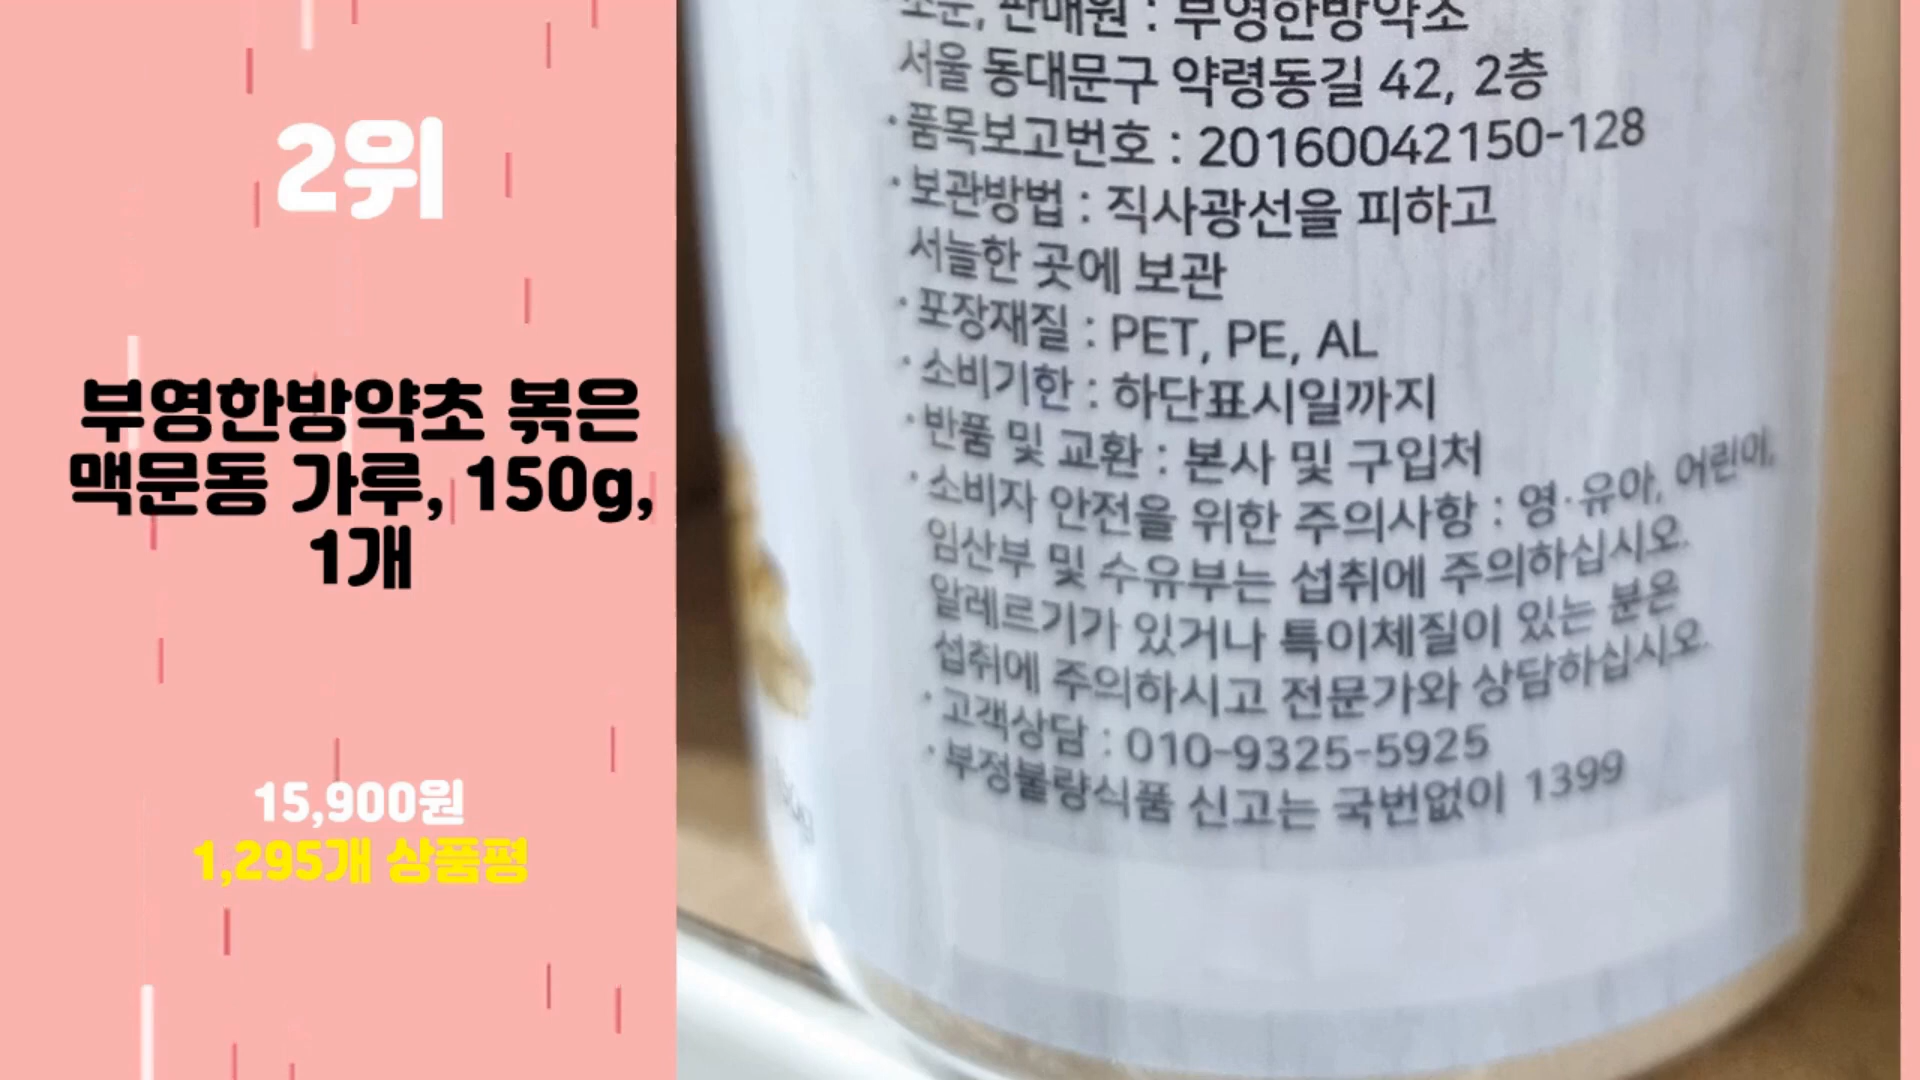 2위
부영한방약초 볶은
맥문동 가루, 150g,
1개
15,900원
1,295개 상품평
판매원 : 부영한방약초
서울 동대문구 약령동길 42, 2층
·품목보고번호 : 20160042150-128
·보관방법 : 직사광선을 피하고
서늘한 곳에 보관
·포장재질 : PET, PE, AL
·소비기한 : 하단표시일까지
·반품 및 교환 : 본사 및 구입처
·소비자 안전을 위한 주의사항 : 영·유아, 어린이,
임산부 및 수유부는 섭취에 주의하십시오.
알레르기가 있거나 특이체질이 있는 분은
섭취에 주의하시고 전문가와 상담하십시오.
·고객상담 : 010-9325-5925
·부정불량식품 신고는 국번없이 1399